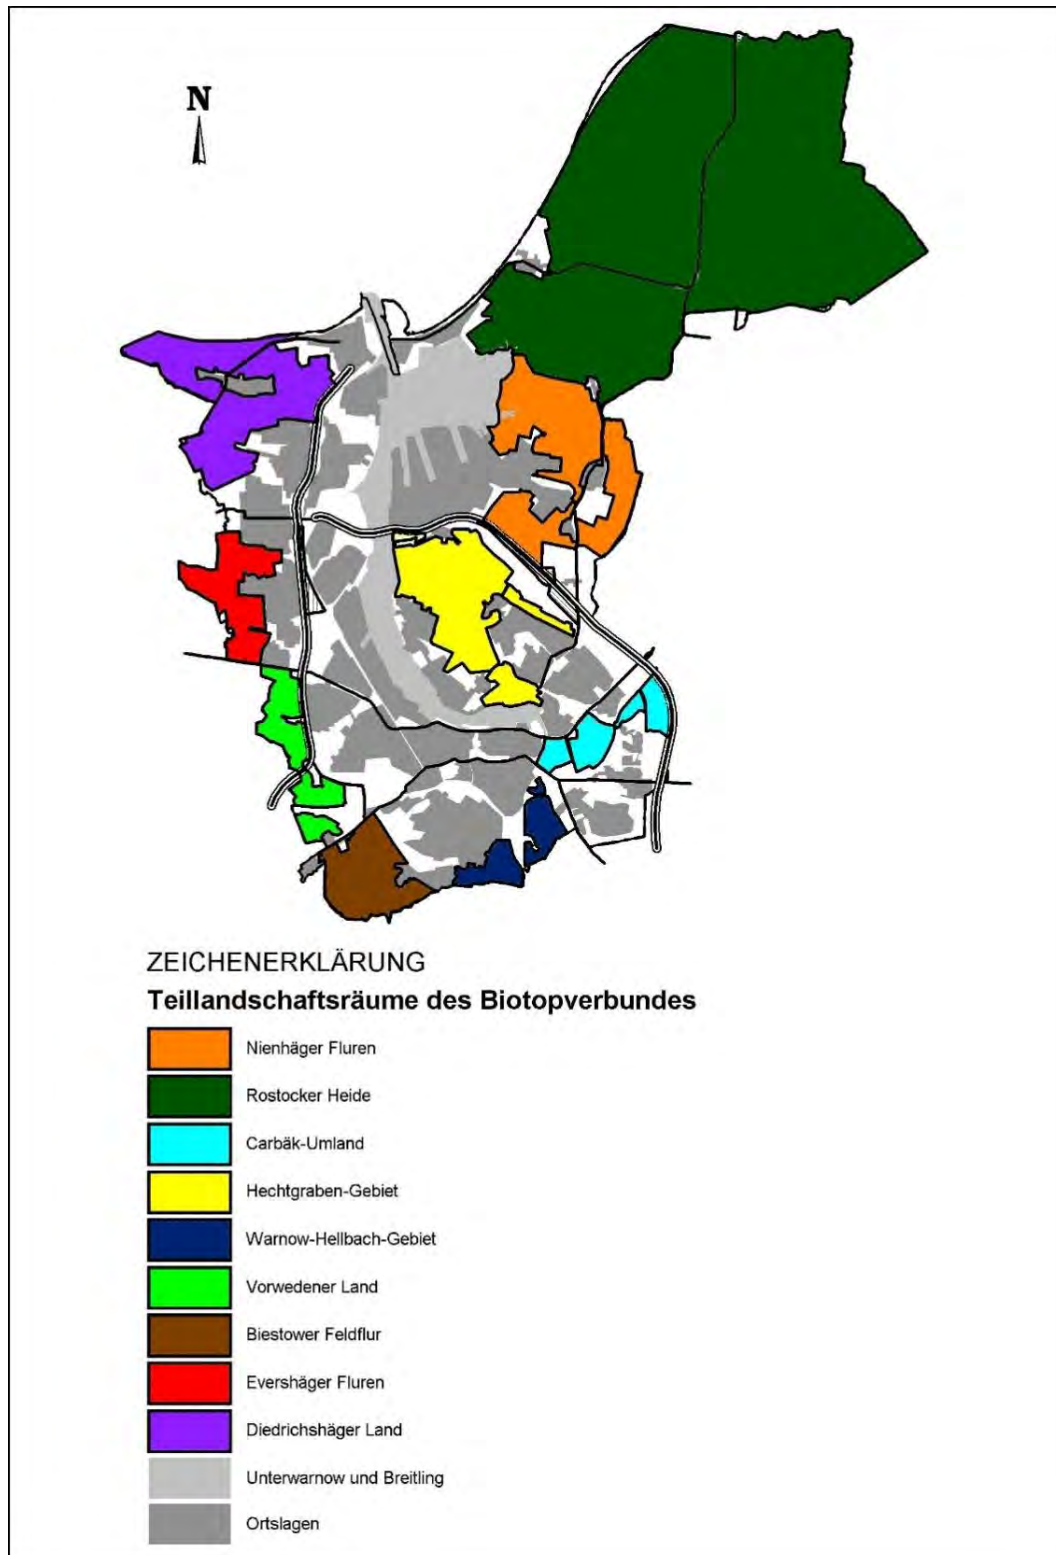 N
ZEICHENERKLÄRUNG
Teillandschaftsräume des Biotopverbundes
Nienhäger Fluren
Rostocker Heide
Carbäk-Umland
Hechtgraben-Gebiet
Warnow-Hellbach-Gebiet
Vorwedener Land
Biestower Feldflur
Evershäger Fluren
Diedrichshäger Land
Unterwarnow und Breitling
Ortslagen